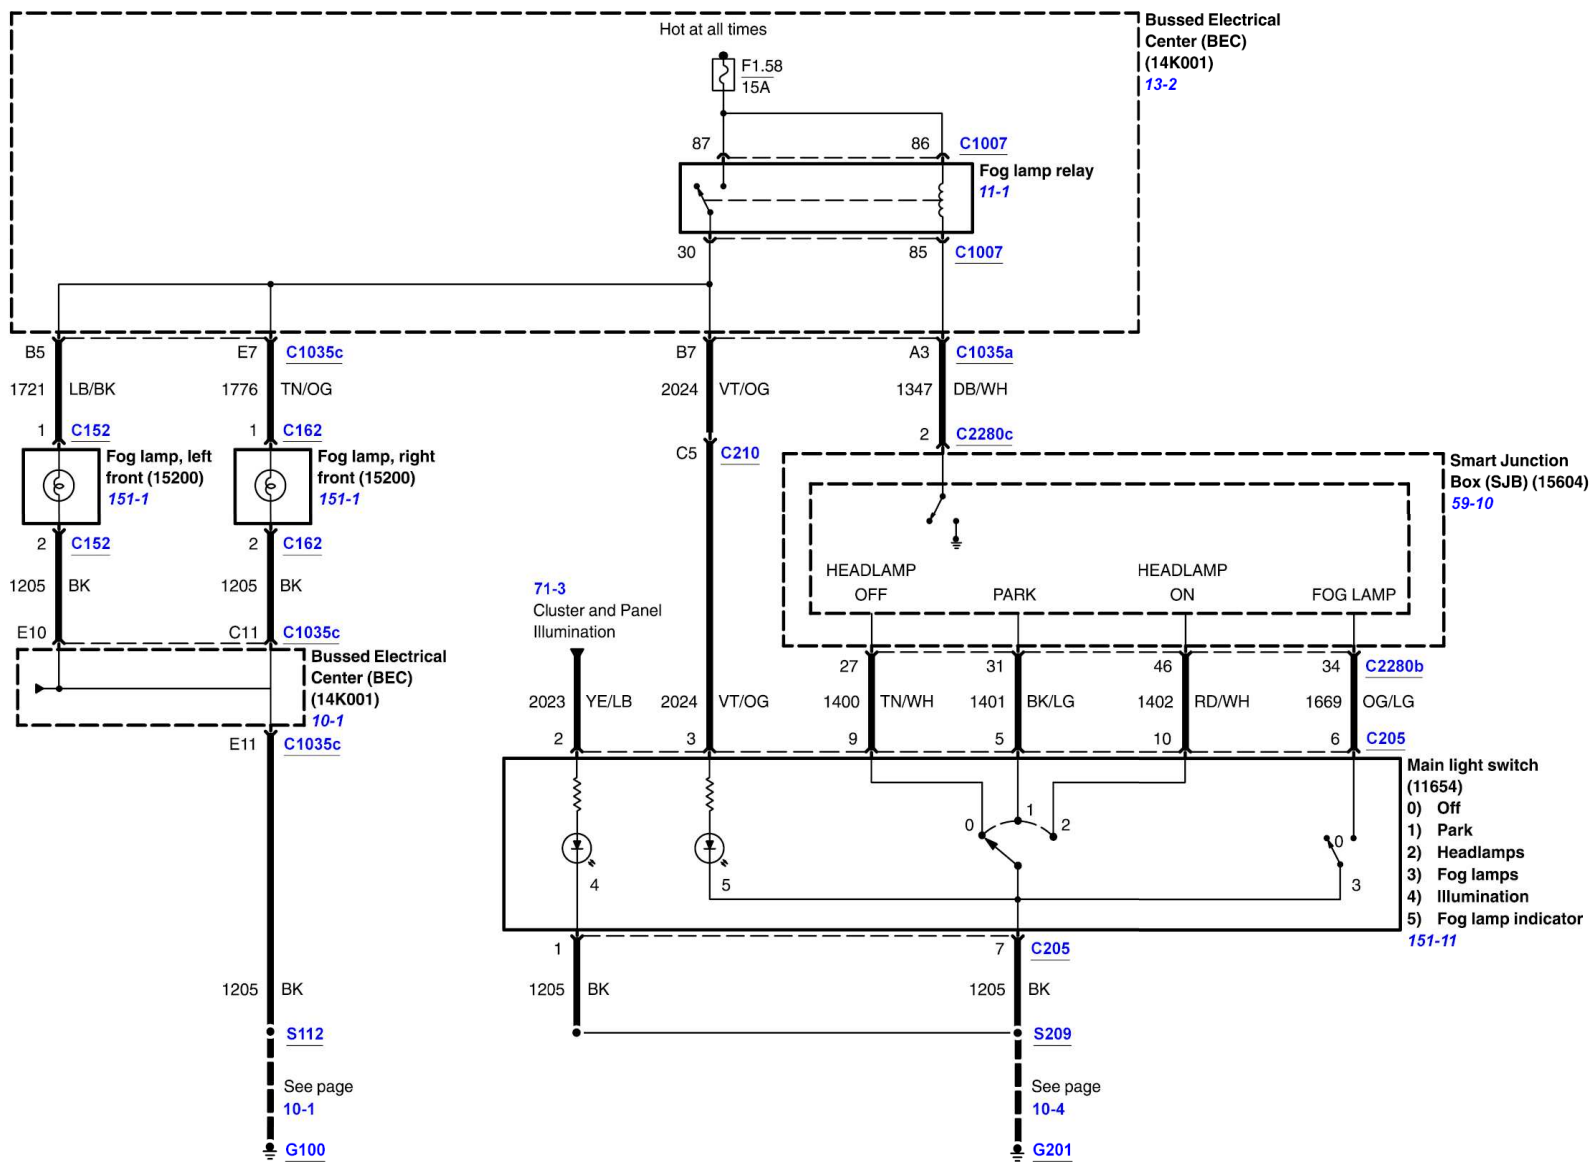 Hot at all times
F1.58
15A
Bussed Electrical
Center (BEC)
(14K001)
13-2
87
86
C1007
Fog lamp relay
11-1
30
85
C1007
B5
E7
C1035c
B7
A3
C1035a
1721
LB/BK
1776
TN/OG
2024
VT/OG
1347
DB/WH
1
C152
1
C162
2
C2280c
Fog lamp, left
front (15200)
151-1
Fog lamp, right
front (15200)
151-1
C5
C210
Smart Junction
Box (SJB) (15604)
59-10
2
C152
2
C162
HEADLAMP
OFF
PARK
HEADLAMP
ON
FOG LAMP
1205
BK
1205
BK
71-3
Cluster and Panel
Illumination
E10
C11
C1035c
Bussed Electrical
Center (BEC)
(14K001)
10-1
27
31
46
34
C2280b
2023
YE/LB
2024
VT/OG
1400
TN/WH
1401
BK/LG
1402
RD/WH
1669
OG/LG
E11
C1035c
2
3
9
5
10
6
C205
Main light switch
(11654)
0) Off
1) Park
2) Headlamps
3) Fog lamps
4) Illumination
5) Fog lamp indicator
151-11
0
1
2
0
3
4
5
1
7
C205
1205
BK
1205
BK
1205
BK
S112
S209
See page
10-1
See page
10-4
G100
G201